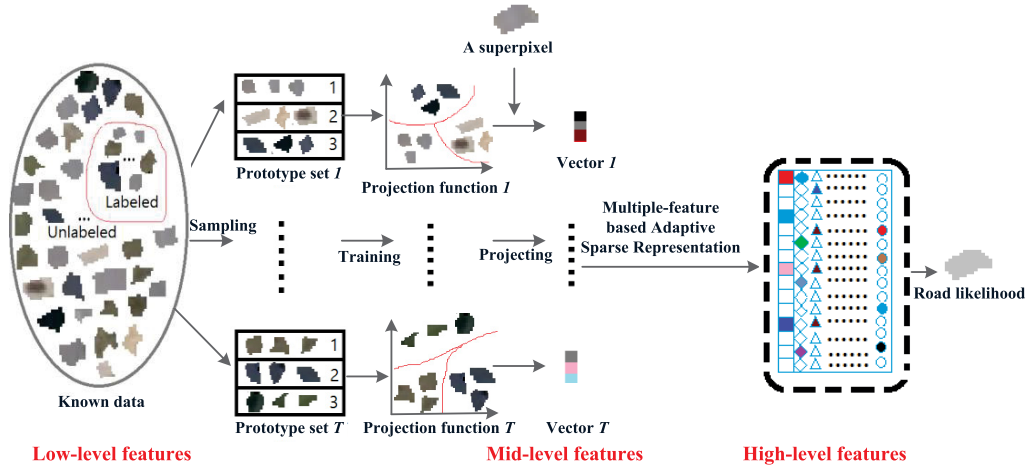 A superpixel
1
2
3
Prototype set 1
Projection function 1
Vector 1
...
Labeled
...
Unlabeled
Sampling
Training
Projecting
Multiple-feature
based Adaptive
Sparse Representation
Road likelihood
1
2
3
Known data
Prototype set T
Projection function T
Vector T
Low-level features
Mid-level features
High-level features